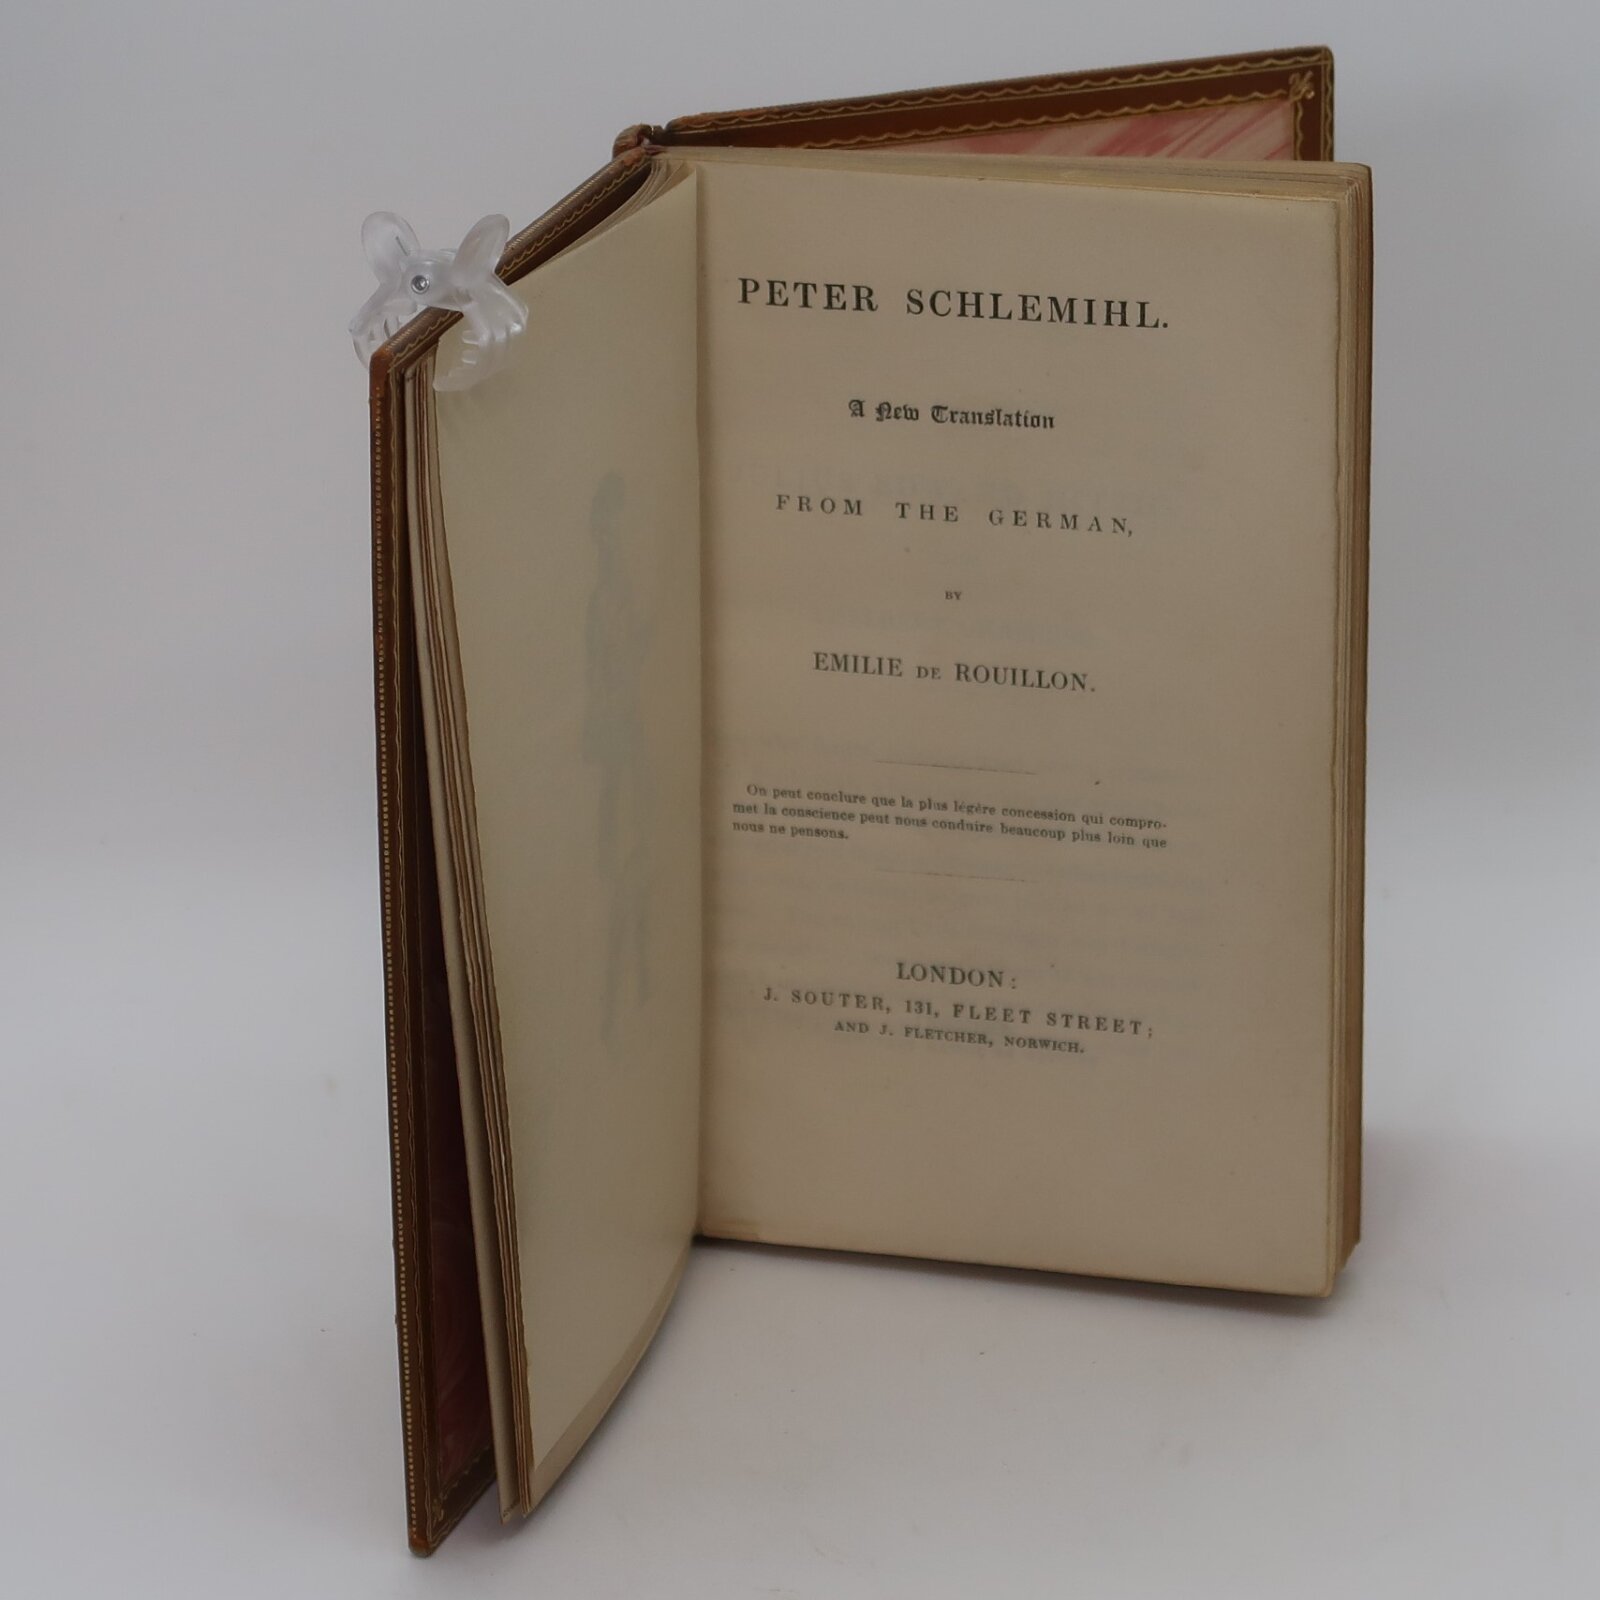 PETER SCHLEMIHL.
A New Translation
FROM THE GERMAN,
BY
EMILIE DE ROUILLON.
On peut conclure que la plus légère concession qui compro-
met la conscience peut nous conduire beaucoup plus loin que
nous ne pensons.
LONDON:
J. SOUTER, 131, FLEET STREET;
AND J. FLETCHER, NORWICH.